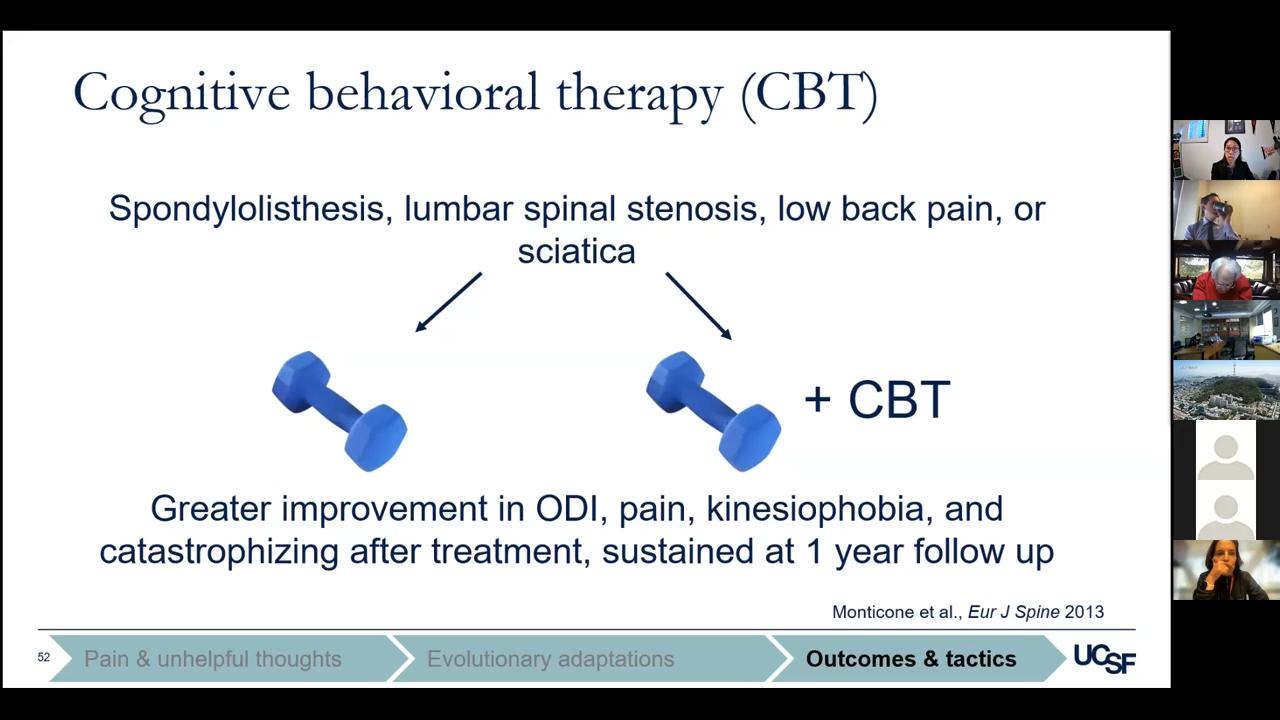 Cognitive behavioral therapy (CBT)
Spondylolisthesis, lumbar spinal stenosis, low back pain, or
sciatica
+ CBT
Greater improvement in ODI, pain, kinesiophobia, and
catastrophizing after treatment, sustained at 1 year follow up
Monticone et al., Eur J Spine 2013
52
Pain & unhelpful thoughts
Evolutionary adaptations
Outcomes & tactics
UCSF